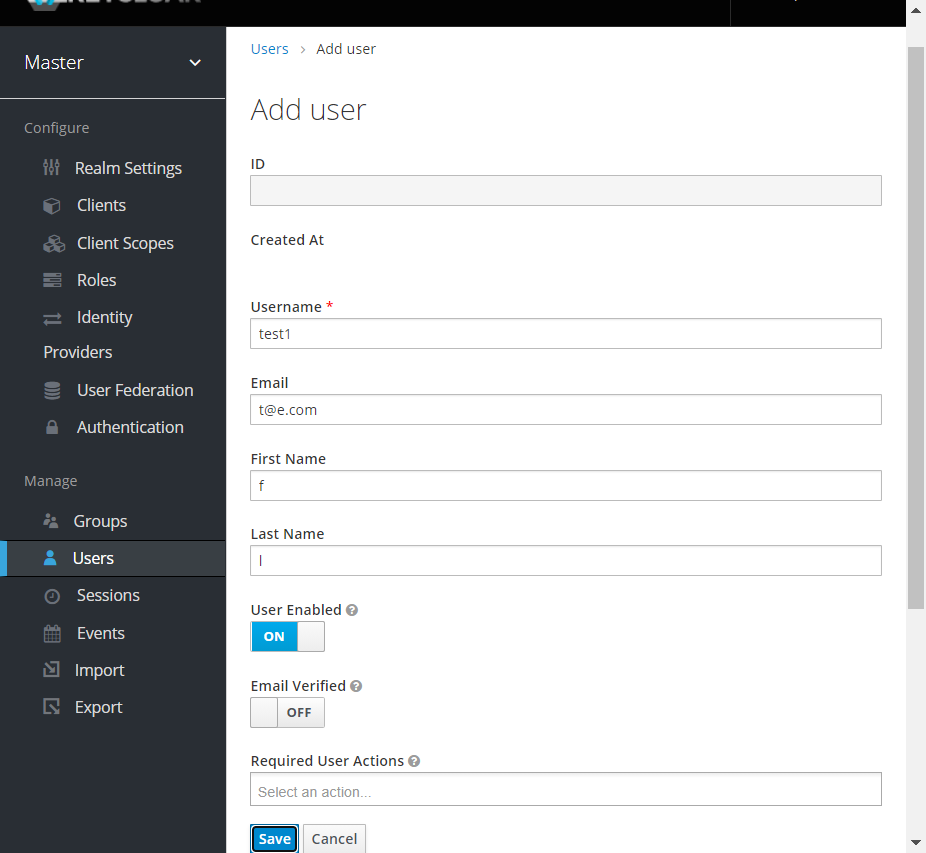 Master
Users > Add user
Configure
Realm Settings
Clients
Client Scopes
Roles
Identity
Providers
User Federation
Authentication
Manage
Groups
Users
Sessions
Events
Import
Export
Add user
ID
Created At
Username *
test1
Email
t@e.com
First Name
f
Last Name
l
User Enabled
ON
Email Verified
OFF
Required User Actions
Select an action...
Save
Cancel